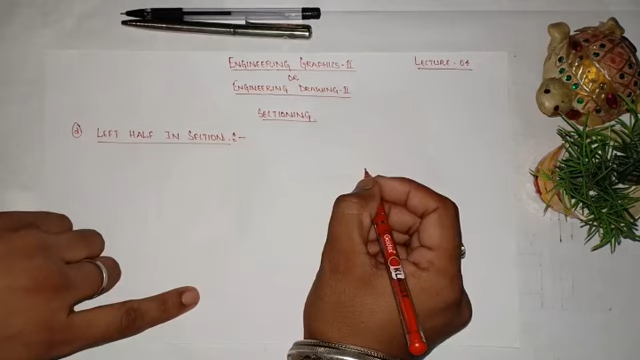 ENGINEERING GRAPHICS-II
LECTURE-04
OR
ENGINEERING DRAWING-II
SECTIONING
d) LEFT HALF IN SECTION :-